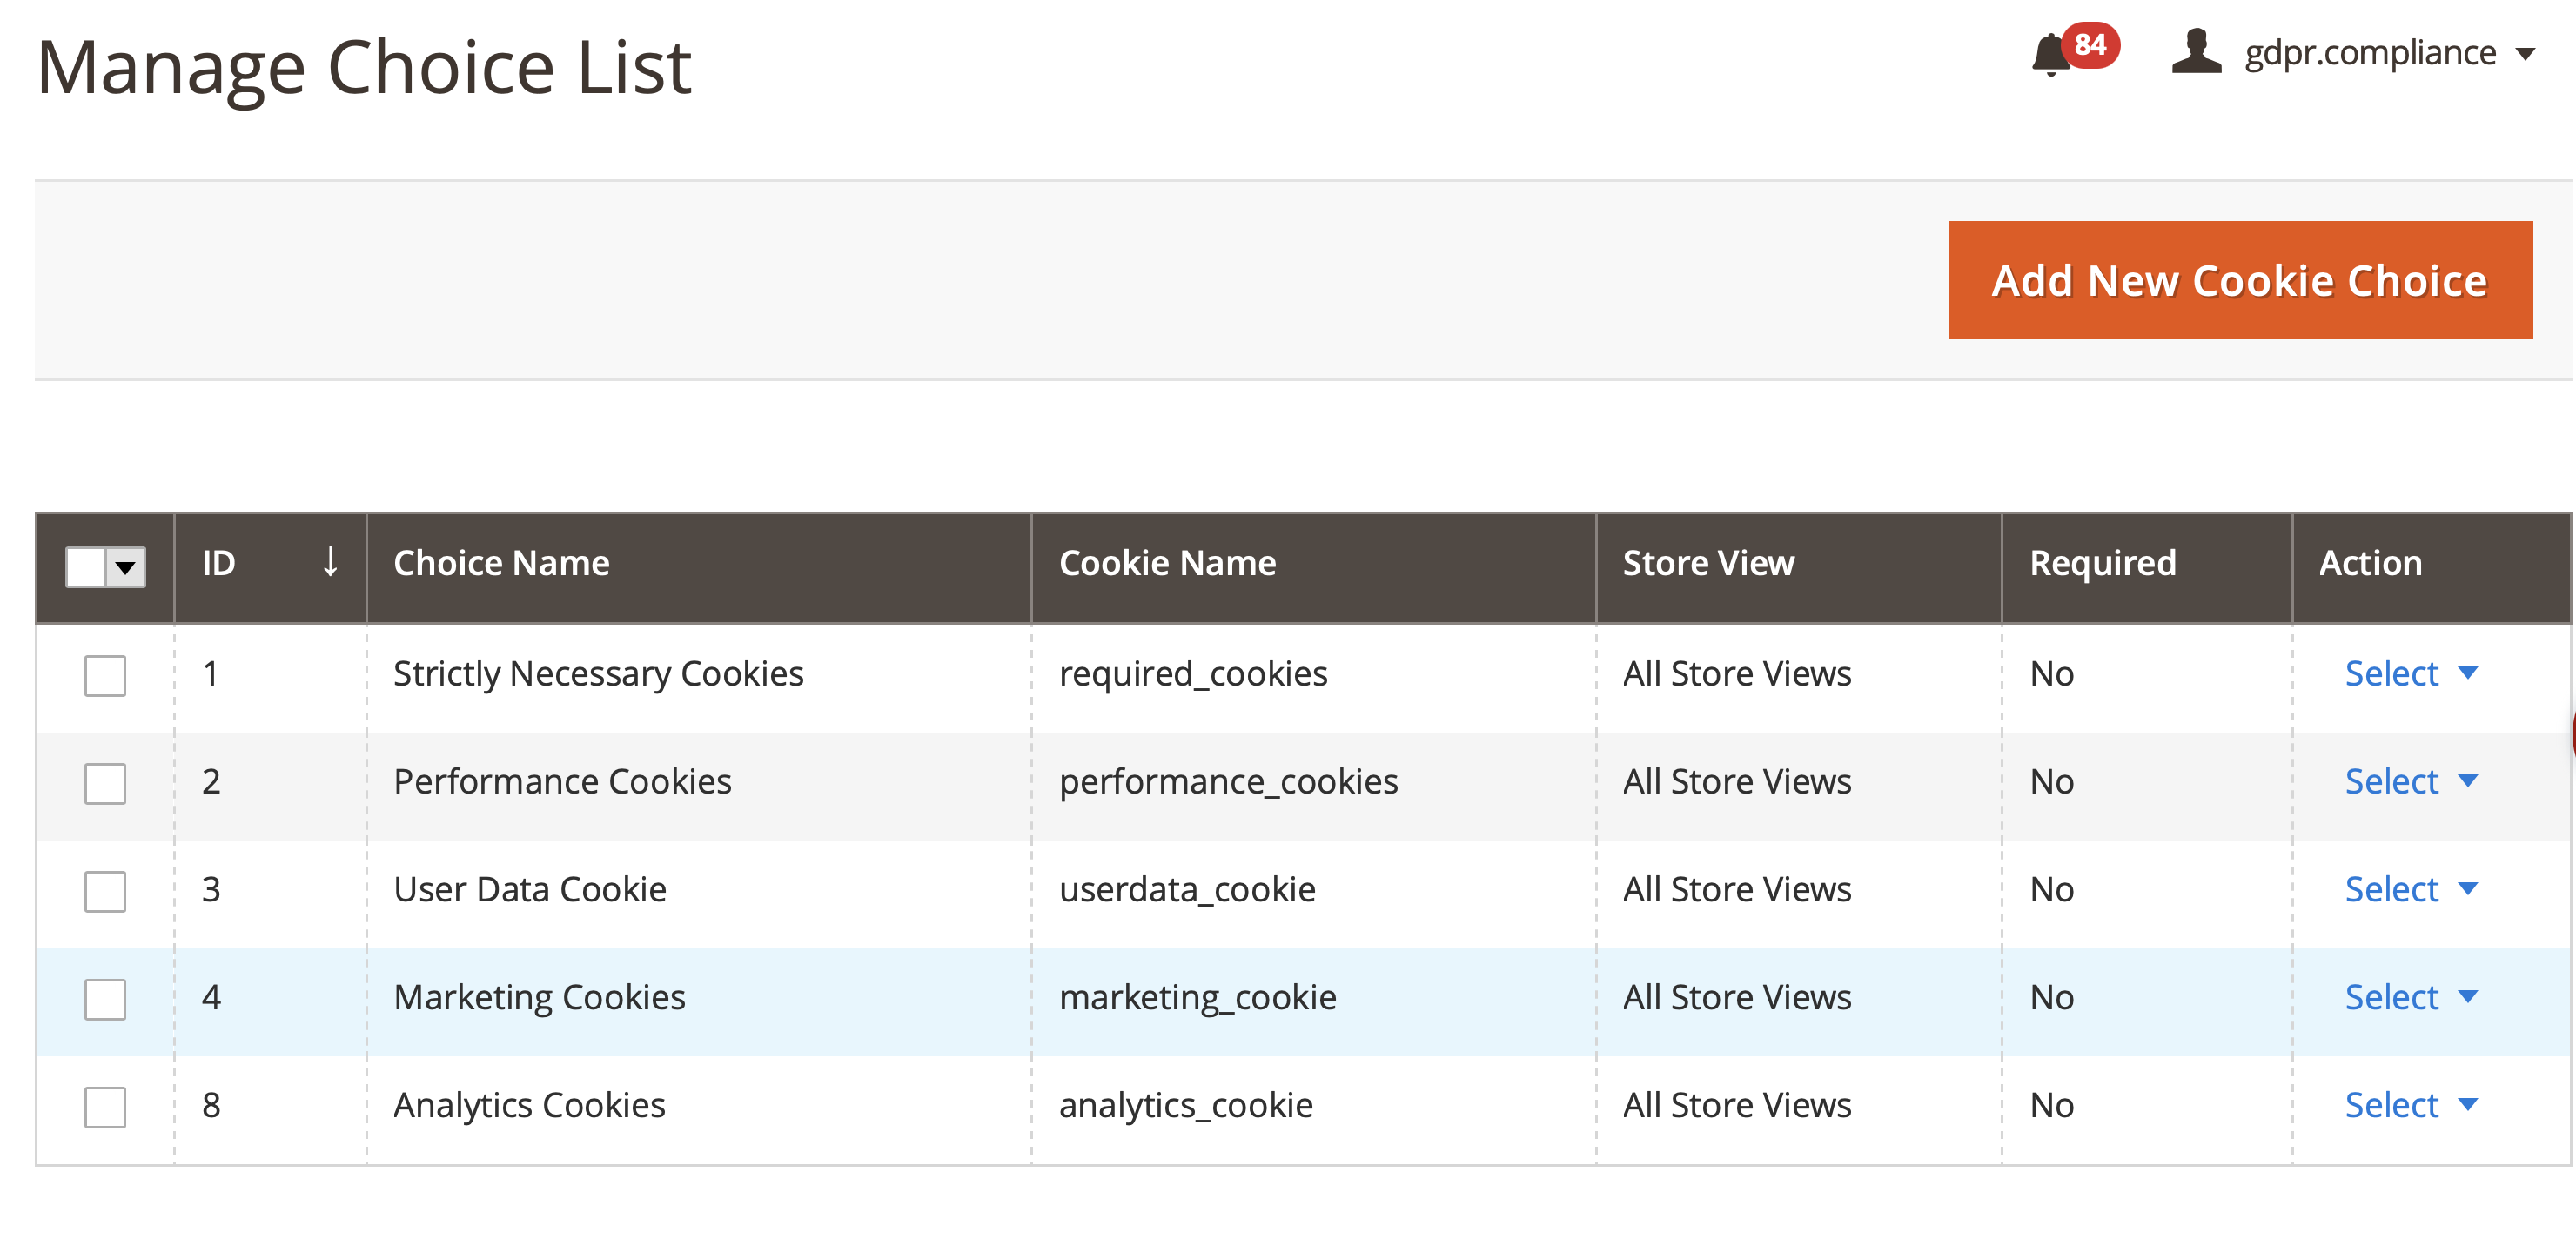 Manage Choice List
84
gdpr.compliance
Add New Cookie Choice
ID ↓ Choice Name Cookie Name Store View Required Action
1 Strictly Necessary Cookies required_cookies All Store Views No Select
2 Performance Cookies performance_cookies All Store Views No Select
3 User Data Cookie userdata_cookie All Store Views No Select
4 Marketing Cookies marketing_cookie All Store Views No Select
8 Analytics Cookies analytics_cookie All Store Views No Select